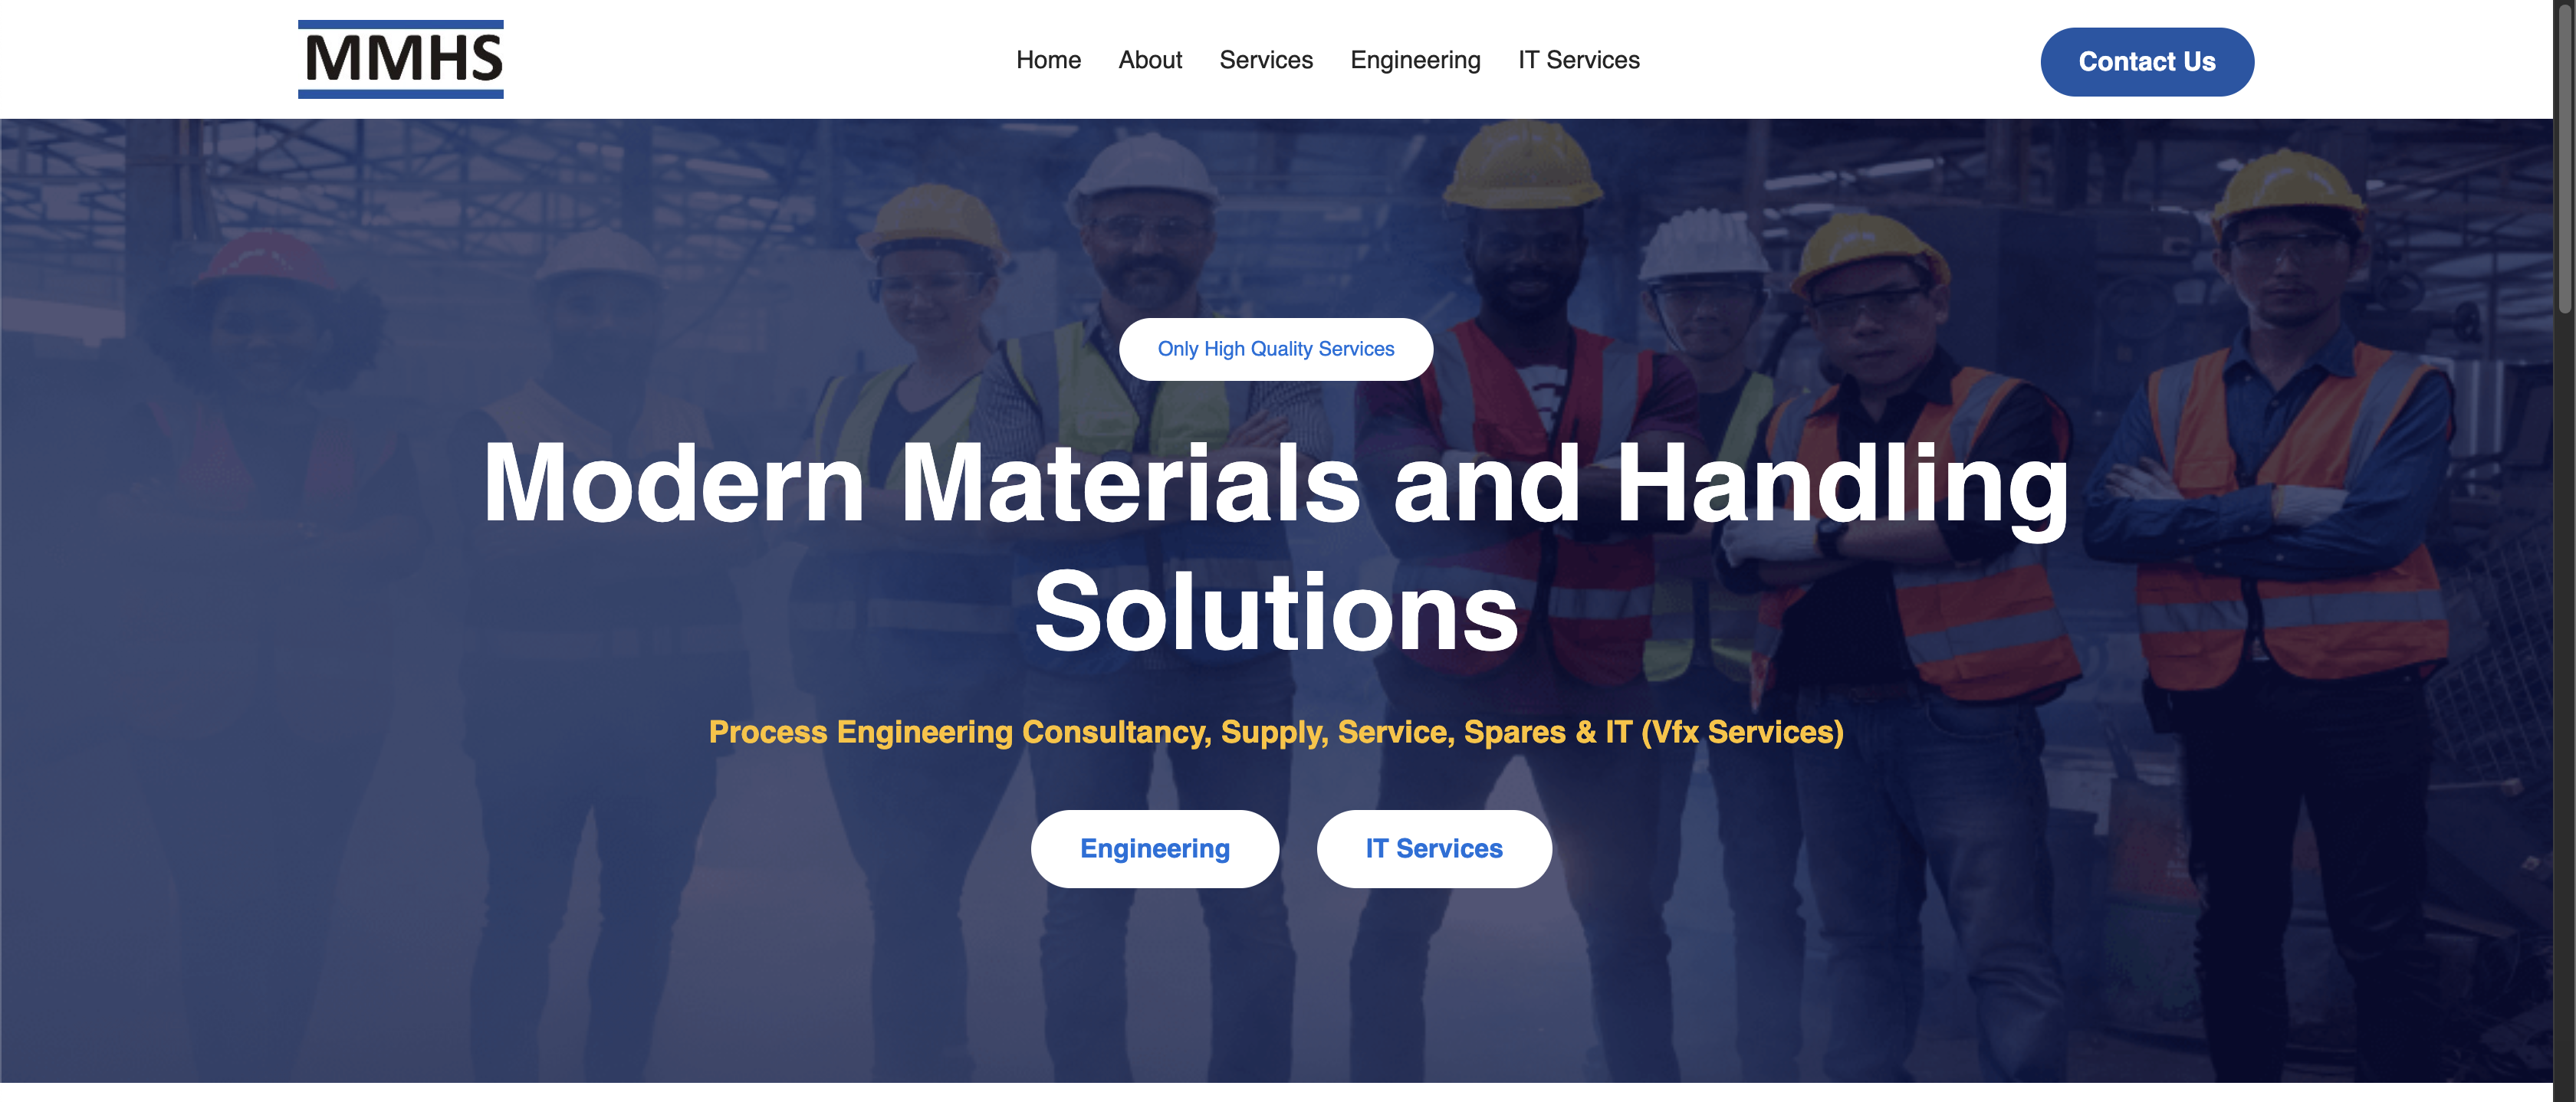 MMHS
Home About Services Engineering IT Services
Contact Us
Only High Quality Services
Modern Materials and Handling
Solutions
Process Engineering Consultancy, Supply, Service, Spares & IT (Vfx Services)
Engineering IT Services